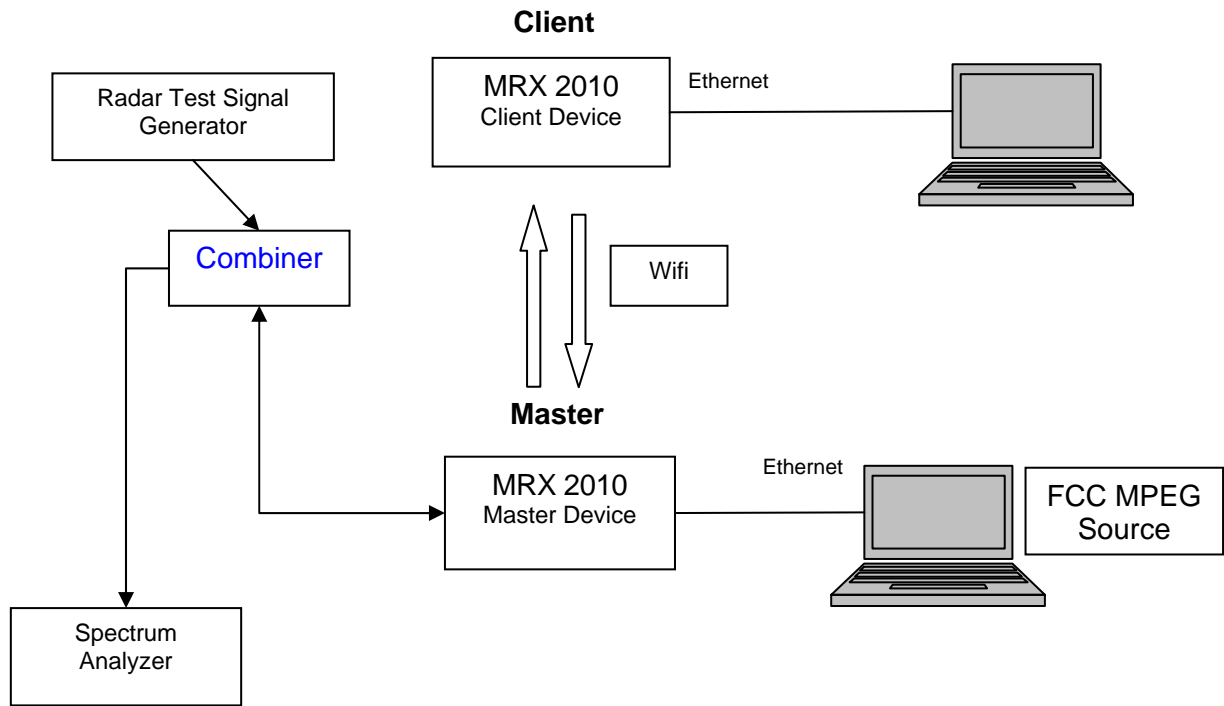 Client
Radar Test Signal
Generator
MRX 2010
Client Device
Ethernet
Combiner
Wifi
Master
MRX 2010
Master Device
Ethernet
FCC MPEG
Source
Spectrum
Analyzer